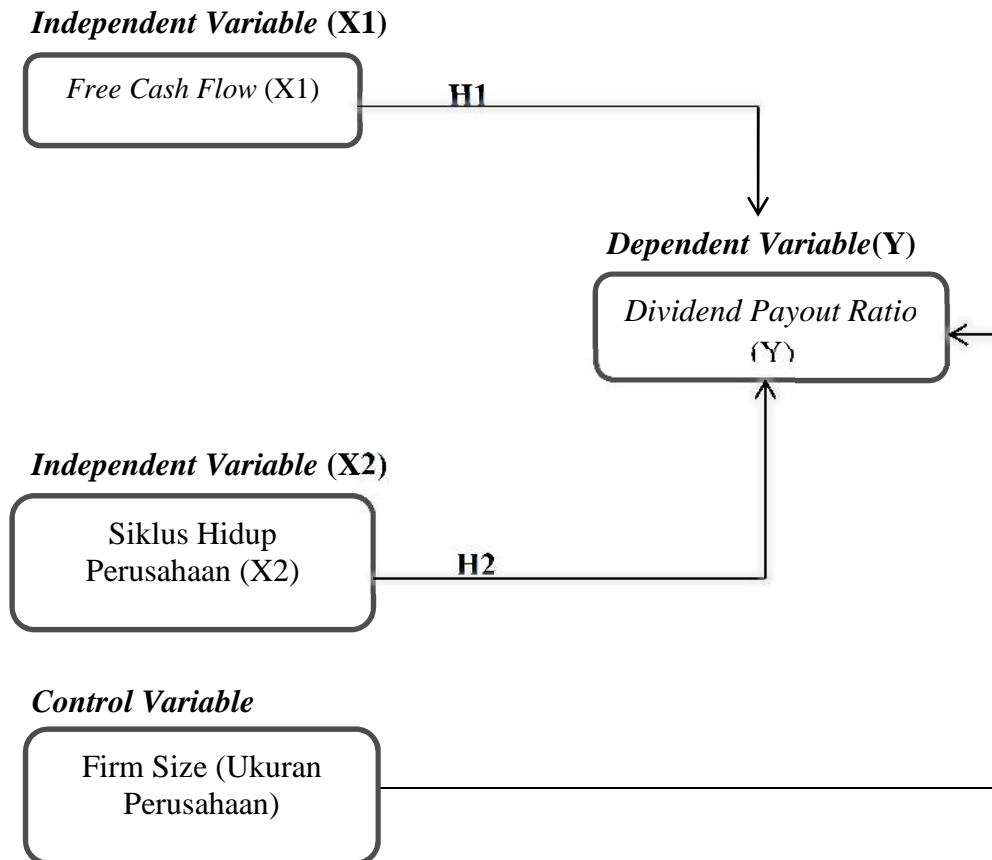 Independent Variable (X1)
Free Cash Flow (X1)
H1
Dependent Variable(Y)
Dividend Payout Ratio
(Y)
Independent Variable (X2)
Siklus Hidup
Perusahaan (X2)
H2
Control Variable
Firm Size (Ukuran
Perusahaan)